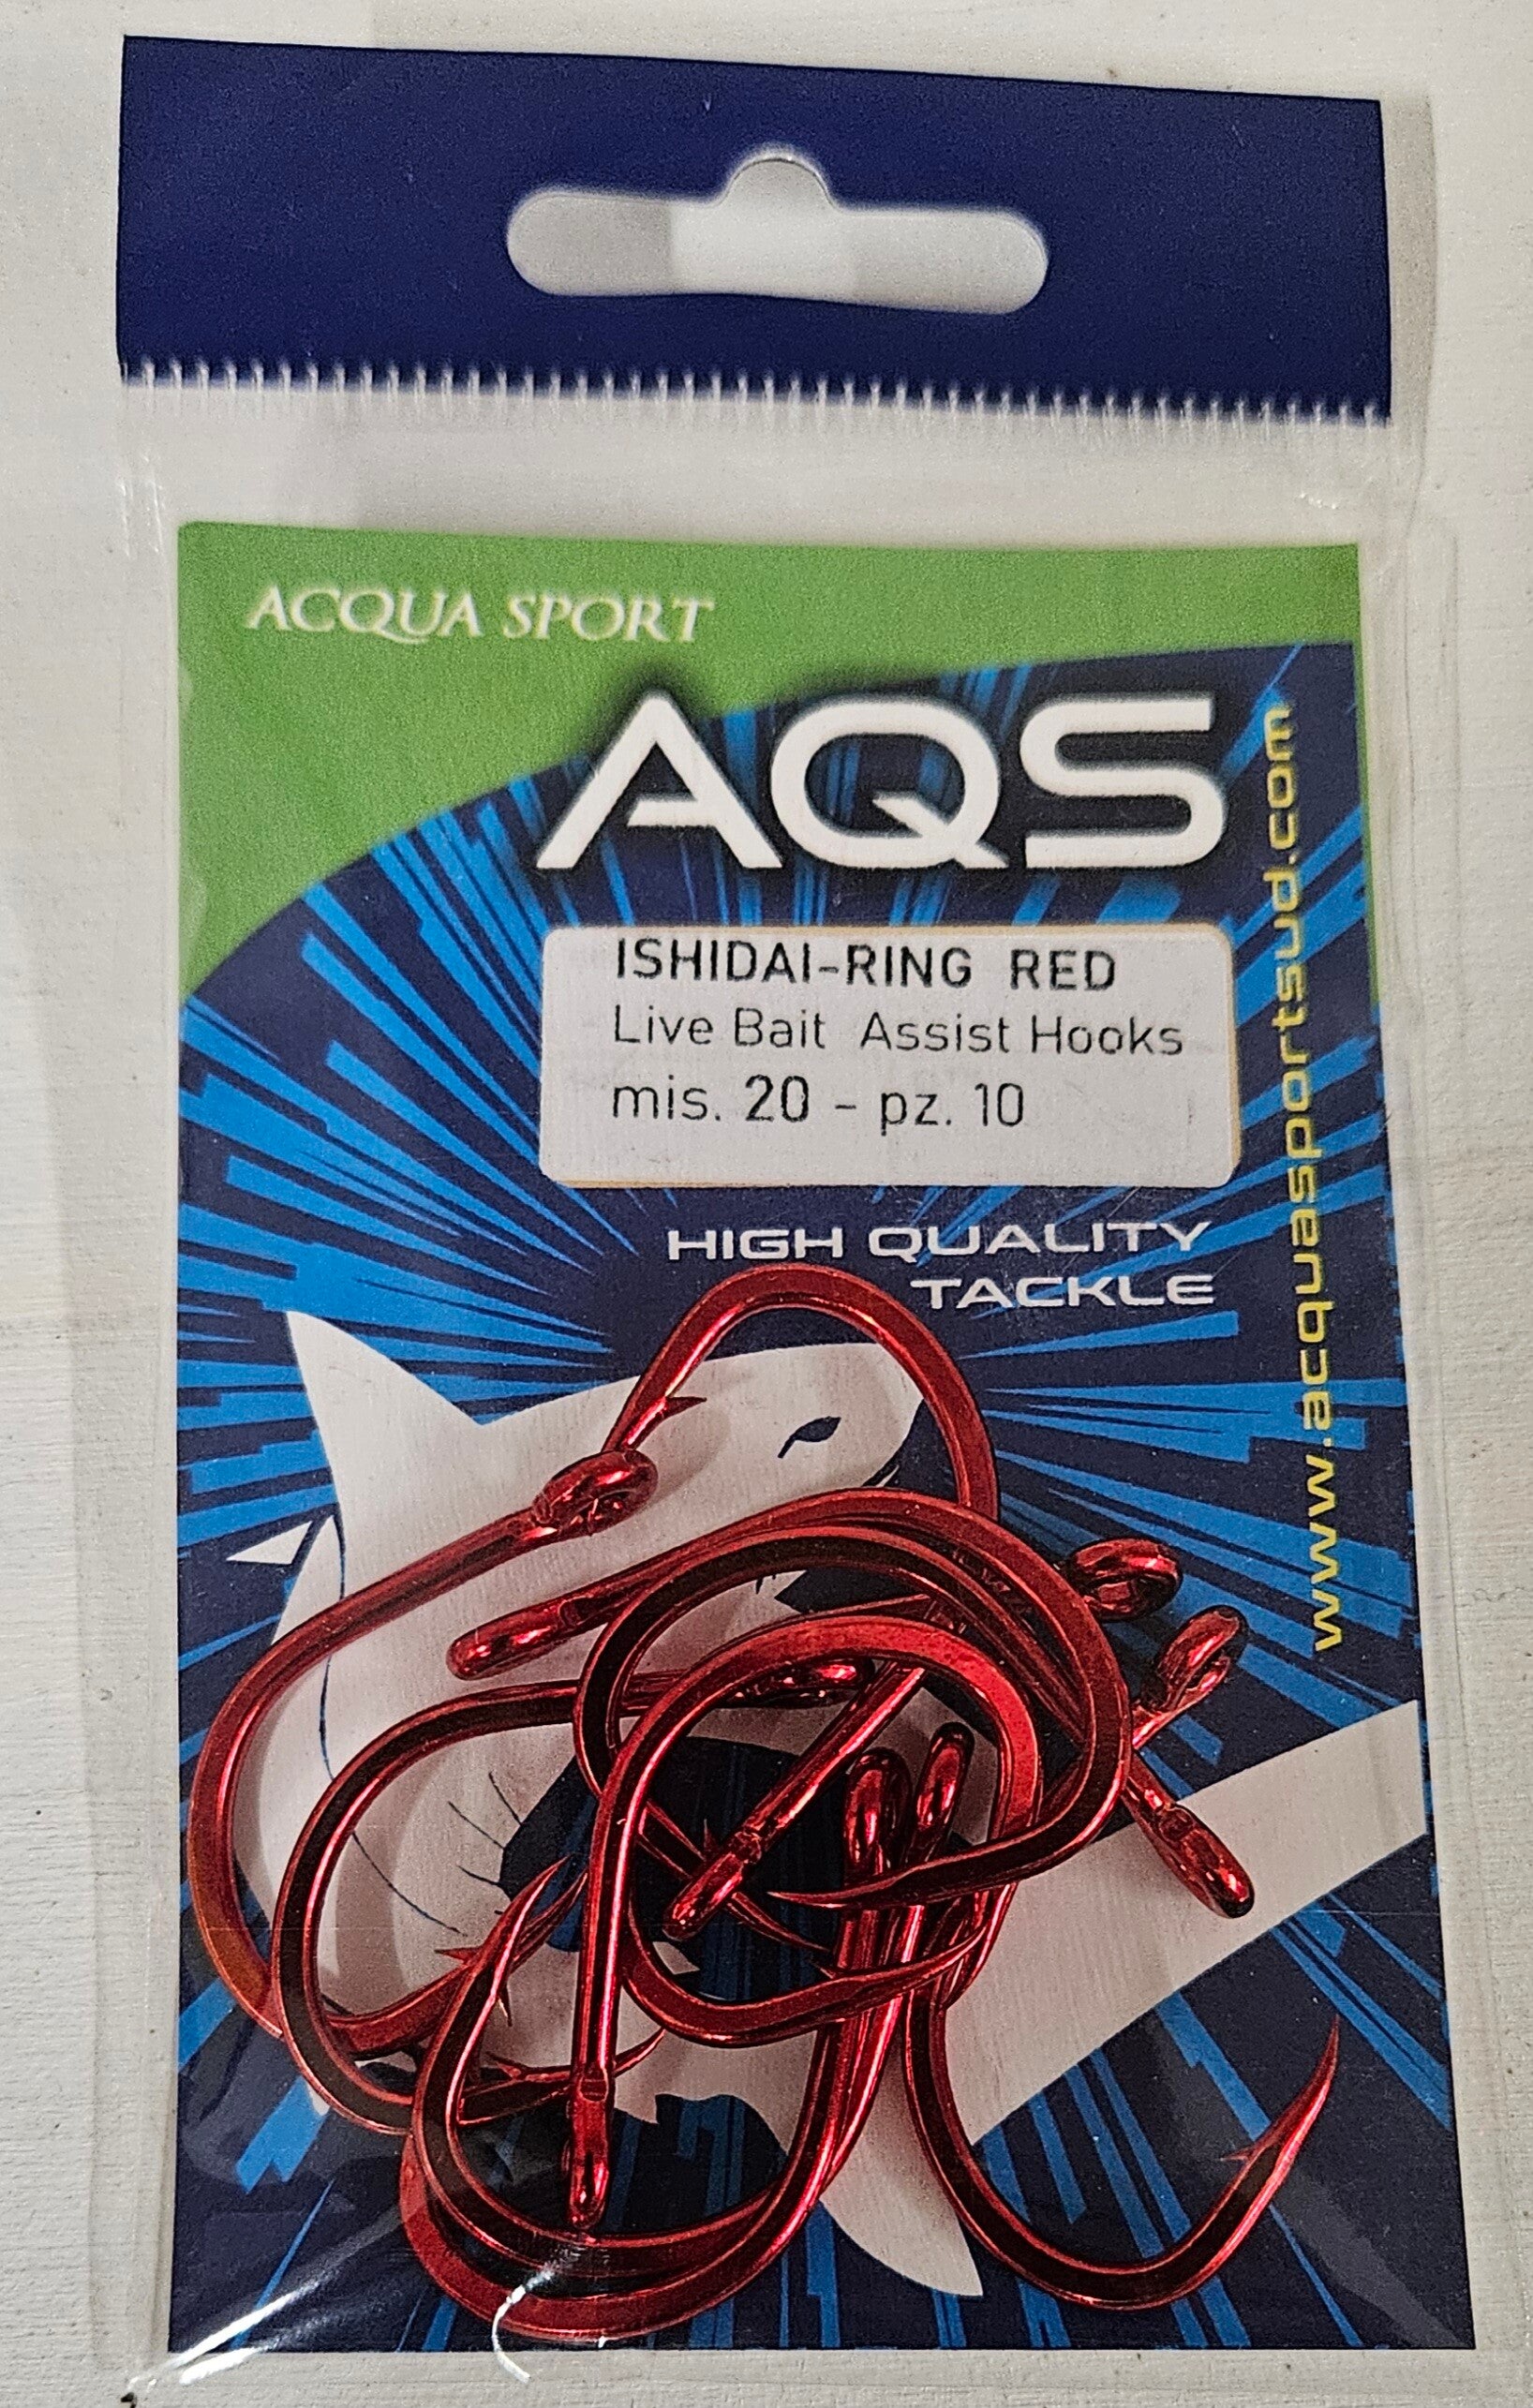 ACQUA SPORT
AQS
ISHIDAI-RING RED
Live Bait Assist Hooks
mis. 20 - pz. 10
HIGH QUALITY
TACKLE
www.acquasportsud.com